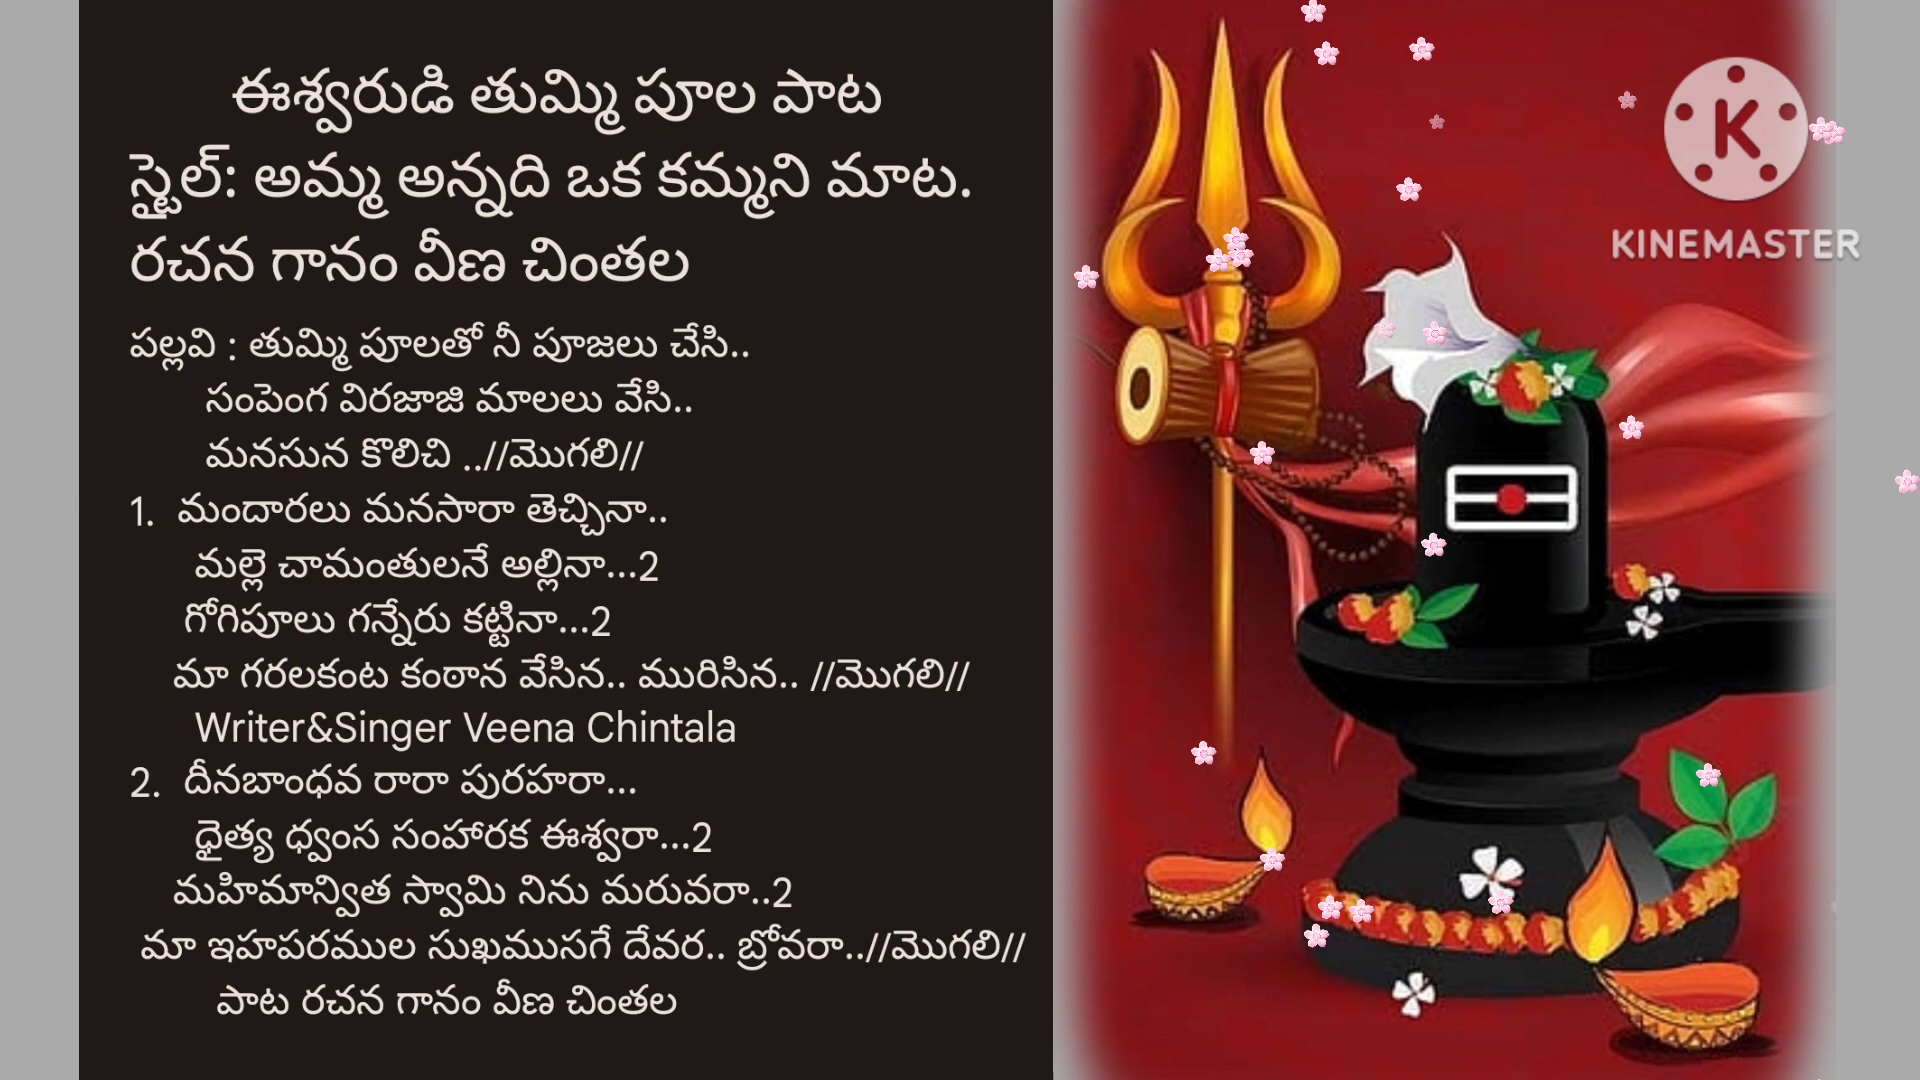 ఈశ్వరుడి తుమ్మి పూల పాట
స్టైల్: అమ్మ అన్నది ఒక కమ్మని మాట.
రచన గానం వీణ చింతల
పల్లవి : తుమ్మి పూలతో నీ పూజలు చేసి..
సంపెంగ విరజాజి మాలలు వేసి..
మనసున కొలిచి ..//మొగలి//
1. మందారలు మనసారా తెచ్చినా..
మల్లె చామంతులనే అల్లినా...2
గోగిపూలు గన్నేరు కట్టినా...2
మా గరలకంట కంఠాన వేసిన.. మురిసిన.. //మొగలి//
Writer&Singer Veena Chintala
2. దీనబాంధవ రారా పురహరా...
ధైత్య ధ్వంస సంహారక ఈశ్వరా...2
మహిమాన్విత స్వామి నిను మరువరా..2
మా ఇహపరముల సుఖముసగే దేవర.. బ్రోవరా..//మొగలి//
పాట రచన గానం వీణ చింతల
K
KINEMASTER